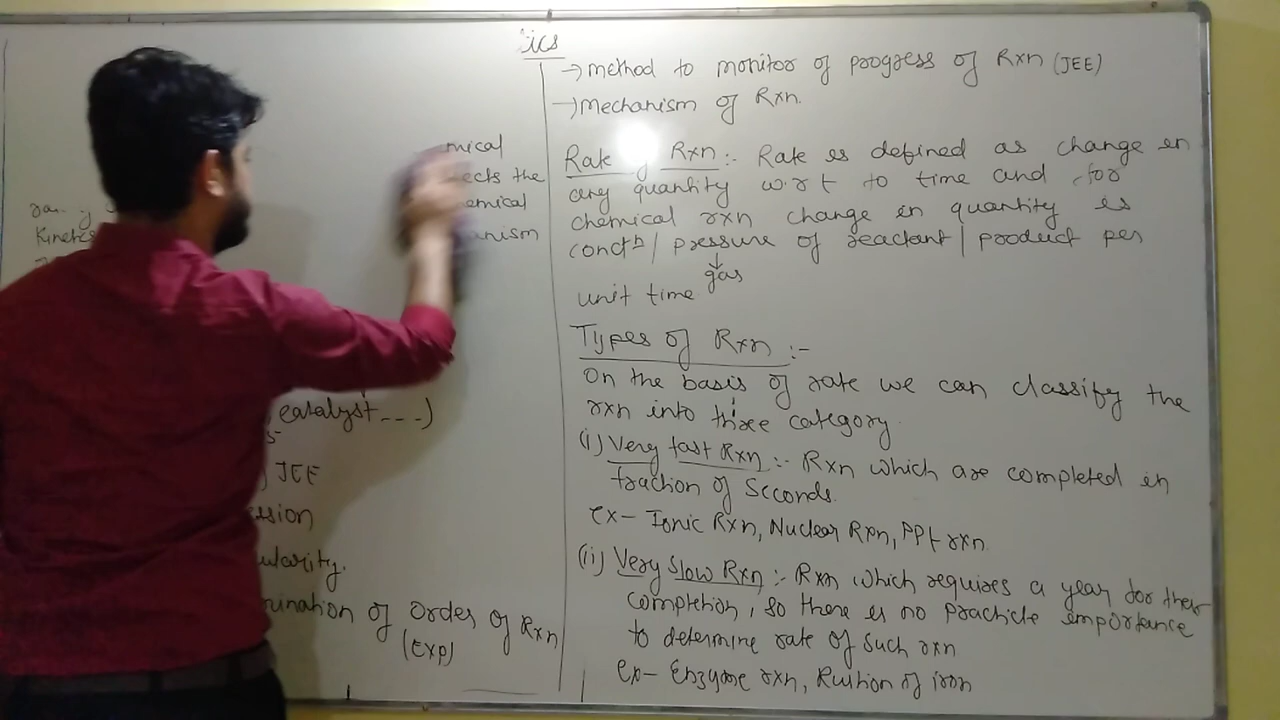 ics
mical
ects the
emical
anism
Kinetics
catalyst ---)
JEE
ession
ularity.
mination of order of Rxn
(Exp)
→ method to monitor of progress of Rxn (JEE)
→ Mechanism of Rxn.
Rate of Rxn :- Rate is defined as change in
any quantity w.r.t to time and for
chemical rxn change in quantity is
conctn / pressure of reactant / product per
↓
gas
unit time
Types of Rxn :-
on the basis of rate we can classify the
rxn into three category
(i) Very fast Rxn :- Rxn which are completed in
fraction of Seconds.
Ex- Ionic Rxn, Nuclear Rxn, PPt rxn
(ii) Very Slow Rxn :- Rxn which requires a year for their
completion, so there is no practicle importance
to determine rate of such rxn
Ex- Enzyme rxn, Rustion of iron